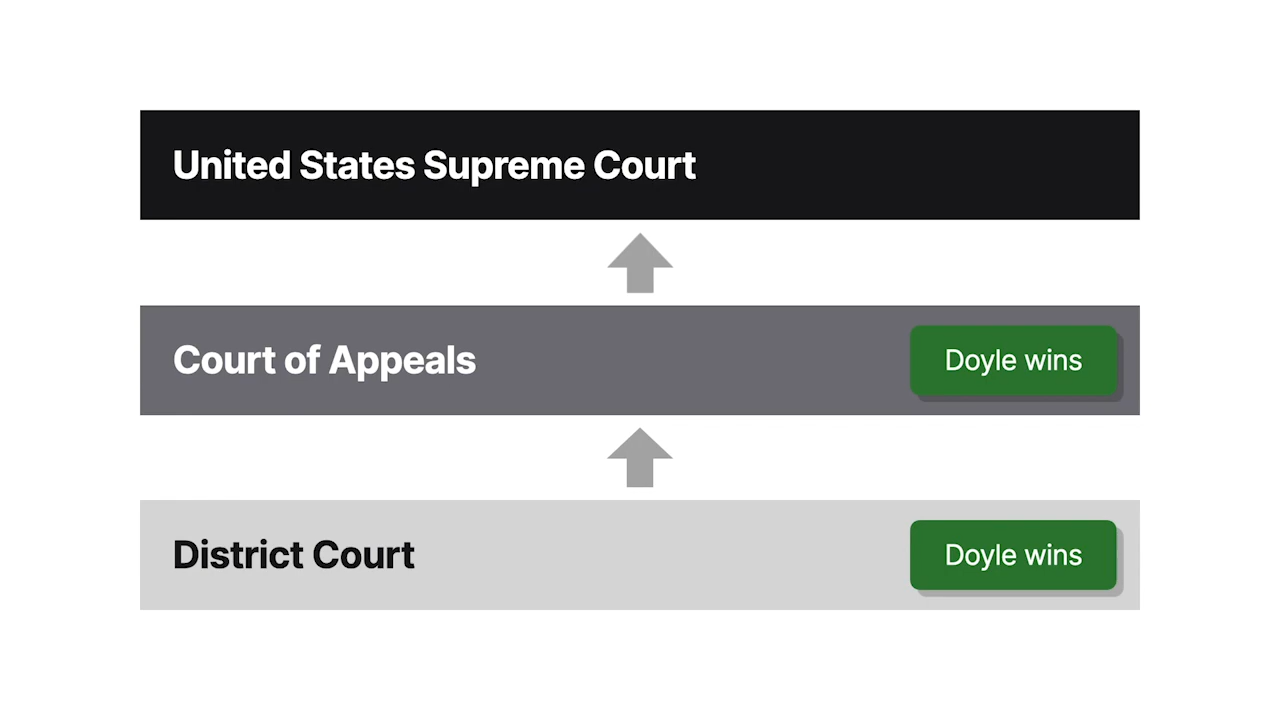 United States Supreme Court
Court of Appeals
Doyle wins
District Court
Doyle wins